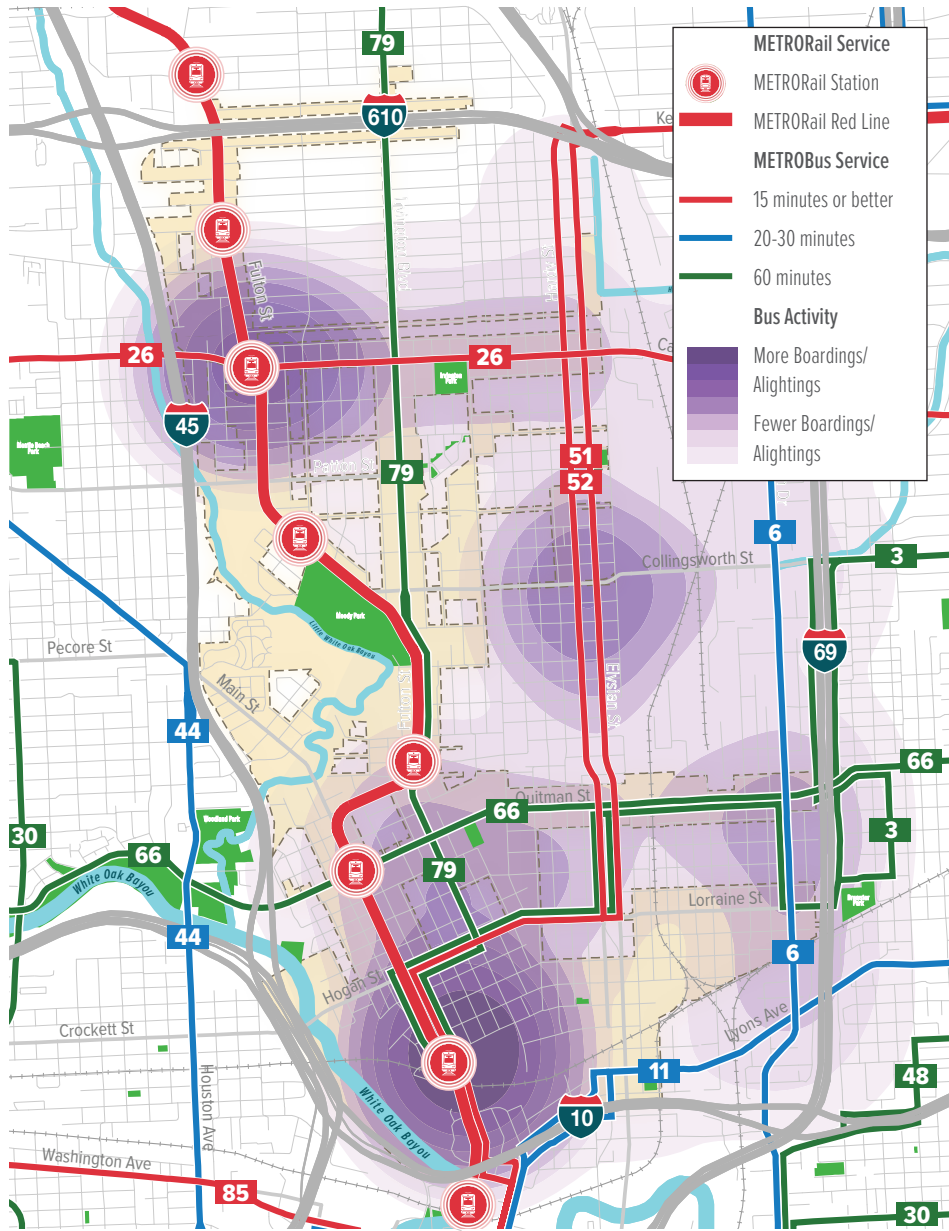 79
METRORail Service
METRORail Station
METRORail Red Line
METROBus Service
15 minutes or better
20-30 minutes
60 minutes
Bus Activity
More Boardings/
Alightings
Fewer Boardings/
Alightings
610
Ke
Fulton St
26
26
Ca
Irvington
Park
45
Moody Park
Patton St
79
51
52
6
Collingsworth St
3
Little White Oak Bayou
Pecore St
Main St
69
Elysian St
44
66
Quitman St
66
Woodland Park
30
66
79
3
White Oak Bayou
Lorraine St
44
6
Hogan St
Crockett St
Lyons Ave
11
48
Houston Ave
White Oak Bayou
10
Washington Ave
85
30